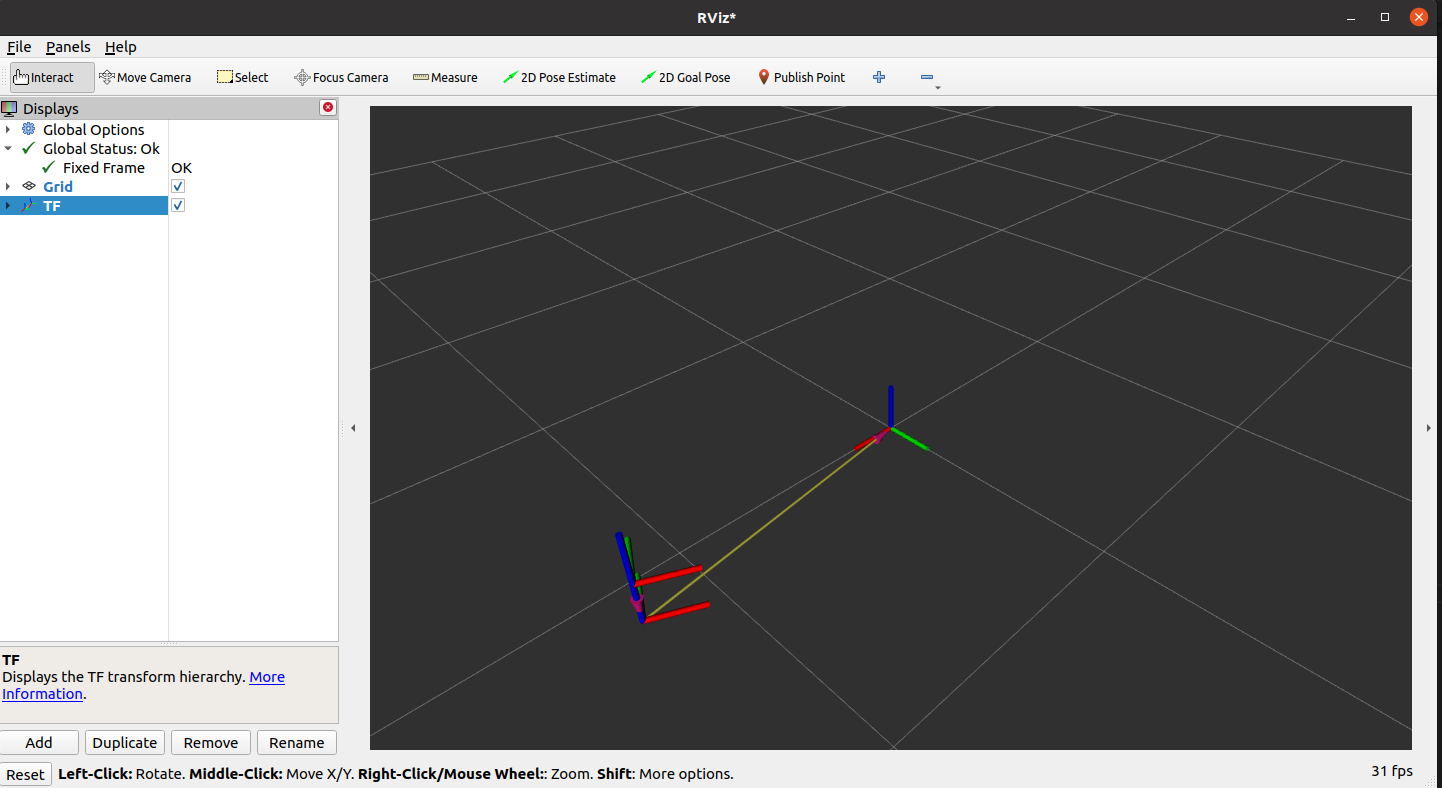 RViz*
File Panels Help
Interact Move Camera Select Focus Camera Measure 2D Pose Estimate 2D Goal Pose Publish Point
Displays
Global Options
Global Status: Ok
Fixed Frame OK
Grid
TF
TF
Displays the TF transform hierarchy. More
Information.
Add Duplicate Remove Rename
Reset Left-Click: Rotate. Middle-Click: Move X/Y. Right-Click/Mouse Wheel:: Zoom. Shift: More options. 31 fps